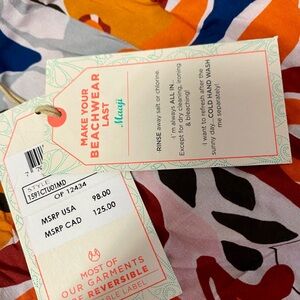 MAKE YOUR
BEACHWEAR
LAST
Maaji
RINSE away salt or chlorine.
I'm always ALL IN...
Except for dry cleaning, ironing
& bleaching!
I want to refresh after the
sunny day... COLD HAND WASH
me separately!
STYLE
1591CTU01MD
OF 12434
MSRP USA 98.00
MSRP CAD 125.00
MOST OF
OUR GARMENTS
REVERSIBLE
LABEL